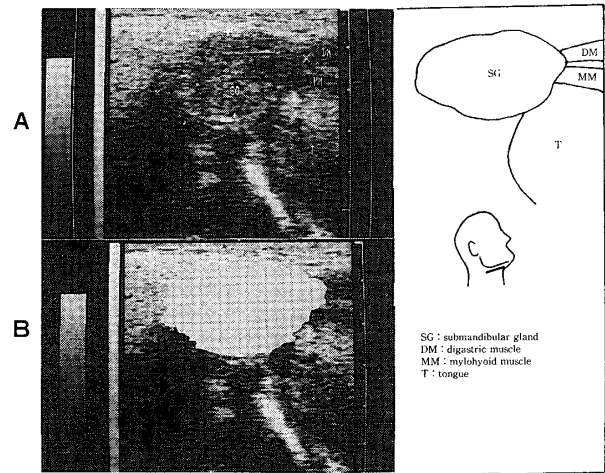 A
SG
DM
MM
T
B
SG : submandibular gland
DM : digastric muscle
MM : mylohyoid muscle
T : tongue